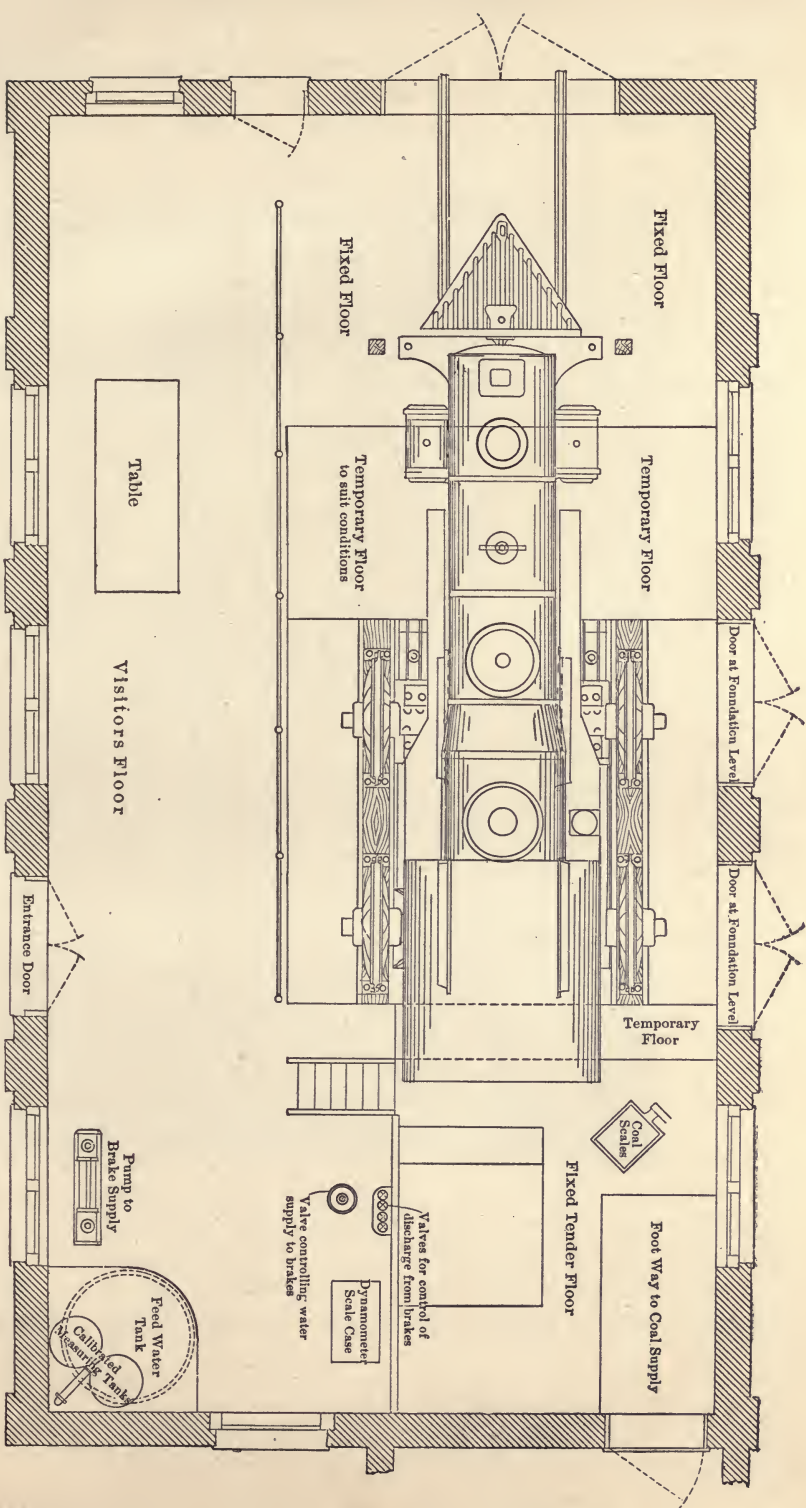 Fixed Floor
Fixed Floor
Temporary Floor
to suit conditions
Temporary Floor
Table
Visitors Floor
Door at Fonndation Level
Door at Fonndation Level
Entrance Door
Temporary
Floor
Coal
Scales
Fixed Tender Floor
Foot Way to Coal Supply
Pump to
Brake Supply
Valve controlling water
supply to brakes
Valves for control of
discharge from brakes
Dynamometer
Scale Case
Feed Water
Tank
Calibrated
Measuring Tanks